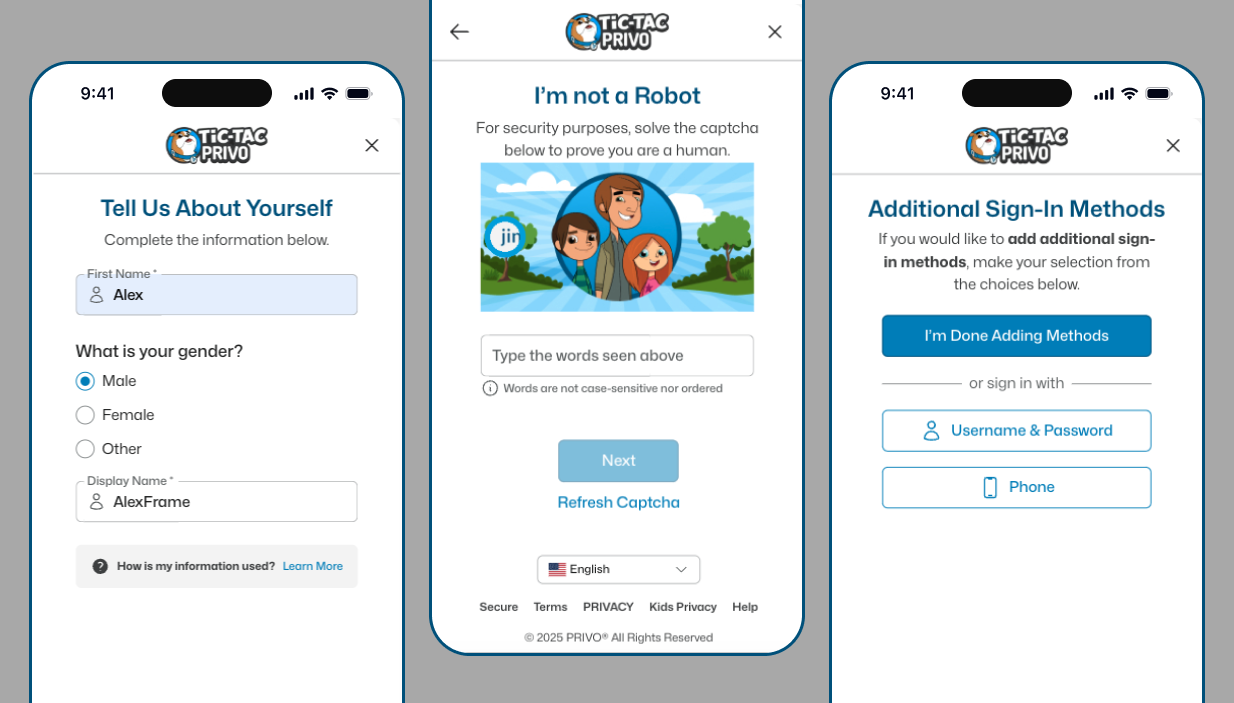 9:41
TiC-TAC
PRIVO
Tell Us About Yourself
Complete the information below.
First Name *
Alex
What is your gender?
Male
Female
Other
Display Name *
AlexFrame
? How is my information used? Learn More
TiC-TAC
PRIVO
I'm not a Robot
For security purposes, solve the captcha
below to prove you are a human.
jin
Type the words seen above
Words are not case-sensitive nor ordered
Next
Refresh Captcha
English
Secure Terms PRIVACY Kids Privacy Help
© 2025 PRIVO® All Rights Reserved
9:41
TiC-TAC
PRIVO
Additional Sign-In Methods
If you would like to add additional sign-
in methods, make your selection from
the choices below.
I'm Done Adding Methods
or sign in with
Username & Password
Phone